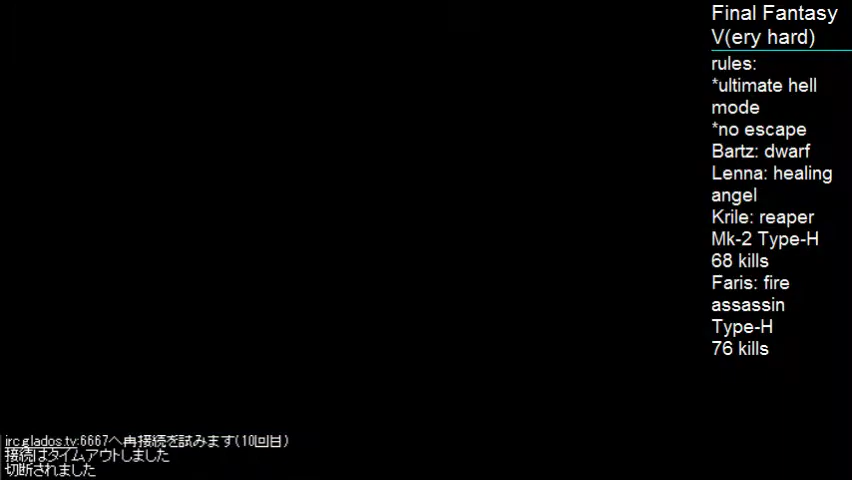 Final Fantasy
V(ery hard)
rules:
*ultimate hell
mode
*no escape
Bartz: dwarf
Lenna: healing
angel
Krile: reaper
Mk-2 Type-H
68 kills
Faris: fire
assassin
Type-H
76 kills
irc.glados.tv:6667へ再接続を試みます(10回目)
接続はタイムアウトしました
切断されました